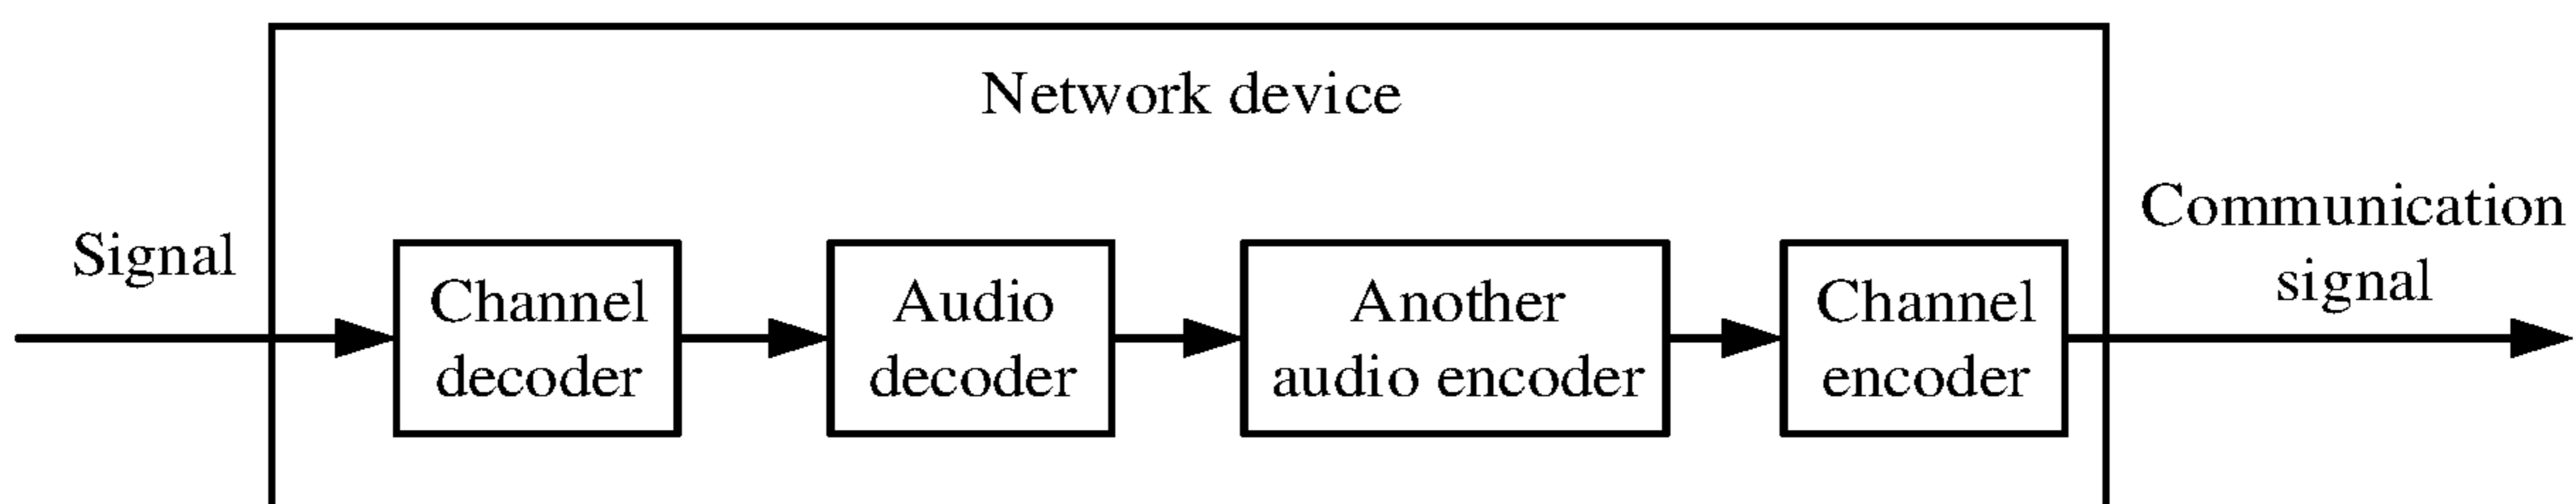 Network device
Signal
Channel
decoder
Audio
decoder
Another
audio encoder
Channel
encoder
Communication
signal